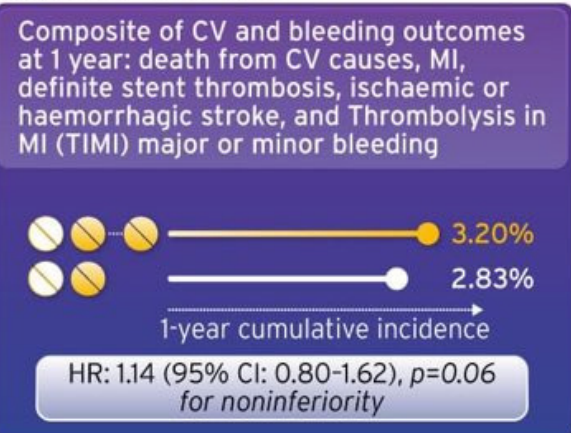 Composite of CV and bleeding outcomes
at 1 year: death from CV causes, MI,
definite stent thrombosis, ischaemic or
haemorrhagic stroke, and Thrombolysis in
MI (TIMI) major or minor bleeding
3.20%
2.83%
1-year cumulative incidence
HR: 1.14 (95% CI: 0.80-1.62), p=0.06
for noninferiority